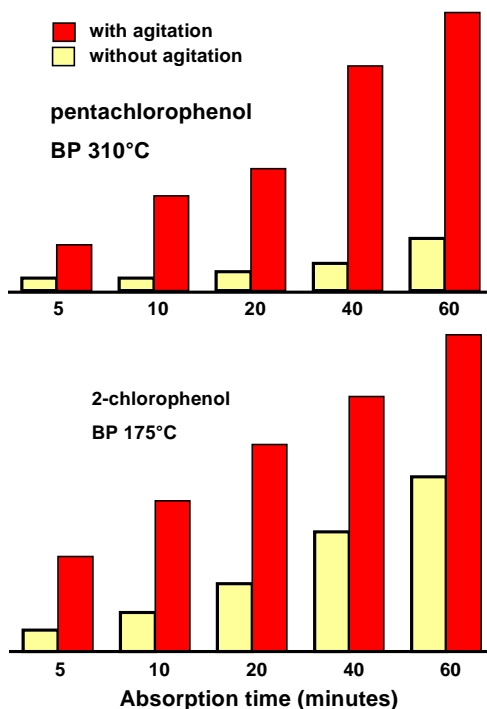 with agitation
without agitation
pentachlorophenol
BP 310°C
5 10 20 40 60
2-chlorophenol
BP 175°C
5 10 20 40 60
Absorption time (minutes)